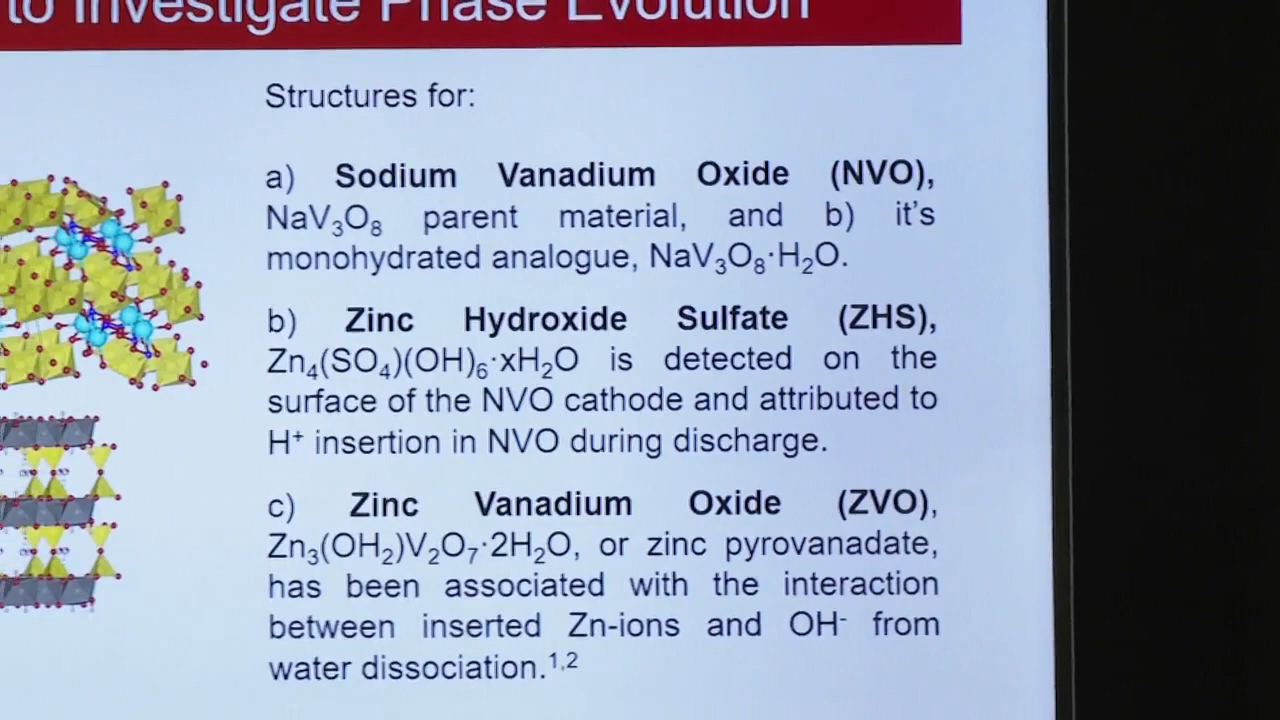 to Investigate Phase Evolution
Structures for:
a) Sodium Vanadium Oxide (NVO),
NaV₃O₈ parent material, and b) it's
monohydrated analogue, NaV₃O₈·H₂O.
b) Zinc Hydroxide Sulfate (ZHS),
Zn₄(SO₄)(OH)₆·xH₂O is detected on the
surface of the NVO cathode and attributed to
H⁺ insertion in NVO during discharge.
c) Zinc Vanadium Oxide (ZVO),
Zn₃(OH₂)V₂O₇·2H₂O, or zinc pyrovanadate,
has been associated with the interaction
between inserted Zn-ions and OH⁻ from
water dissociation.¹,²